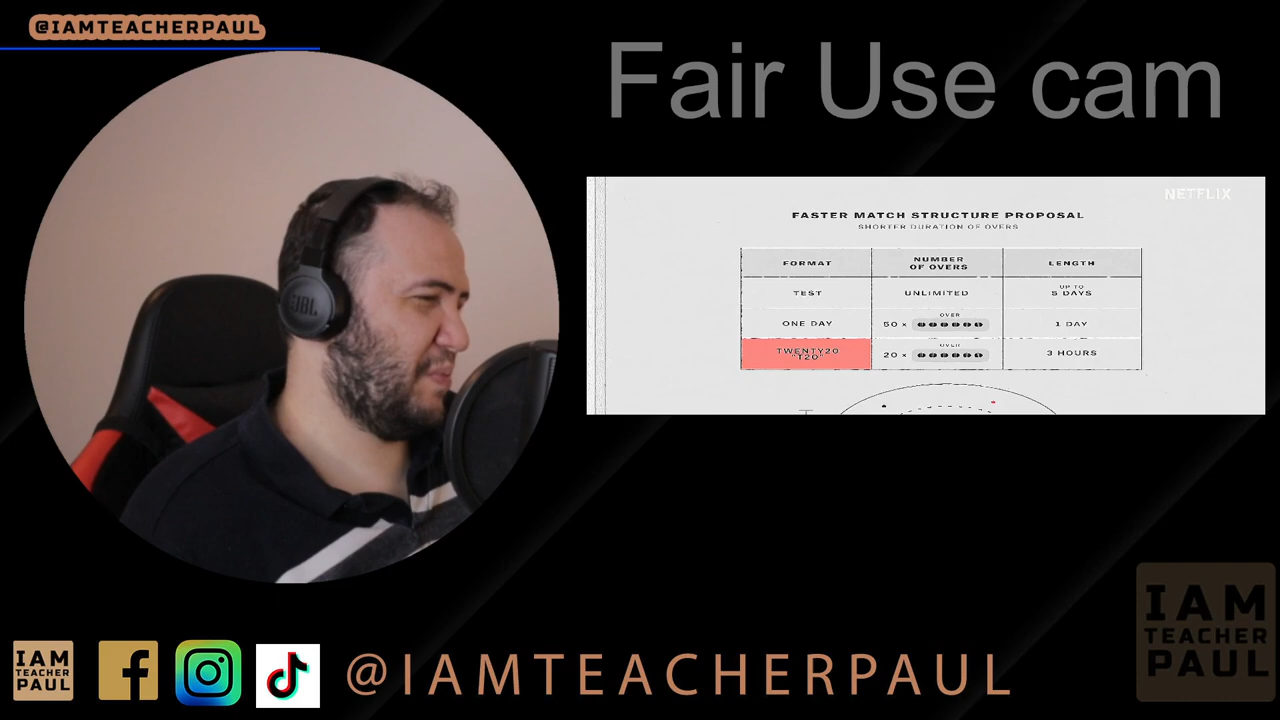 @IAMTEACHERPAUL
Fair Use cam
NETFLIX
FASTER MATCH STRUCTURE PROPOSAL
SHORTER DURATION OF OVERS
FORMAT NUMBER OF OVERS LENGTH
TEST UNLIMITED UP TO 5 DAYS
ONE DAY 50 × OVER 1 DAY
TWENTY20 "T20" 20 × OVER 3 HOURS
JBL
IAM TEACHER PAUL
@IAMTEACHERPAUL
IAM
TEACHER
PAUL